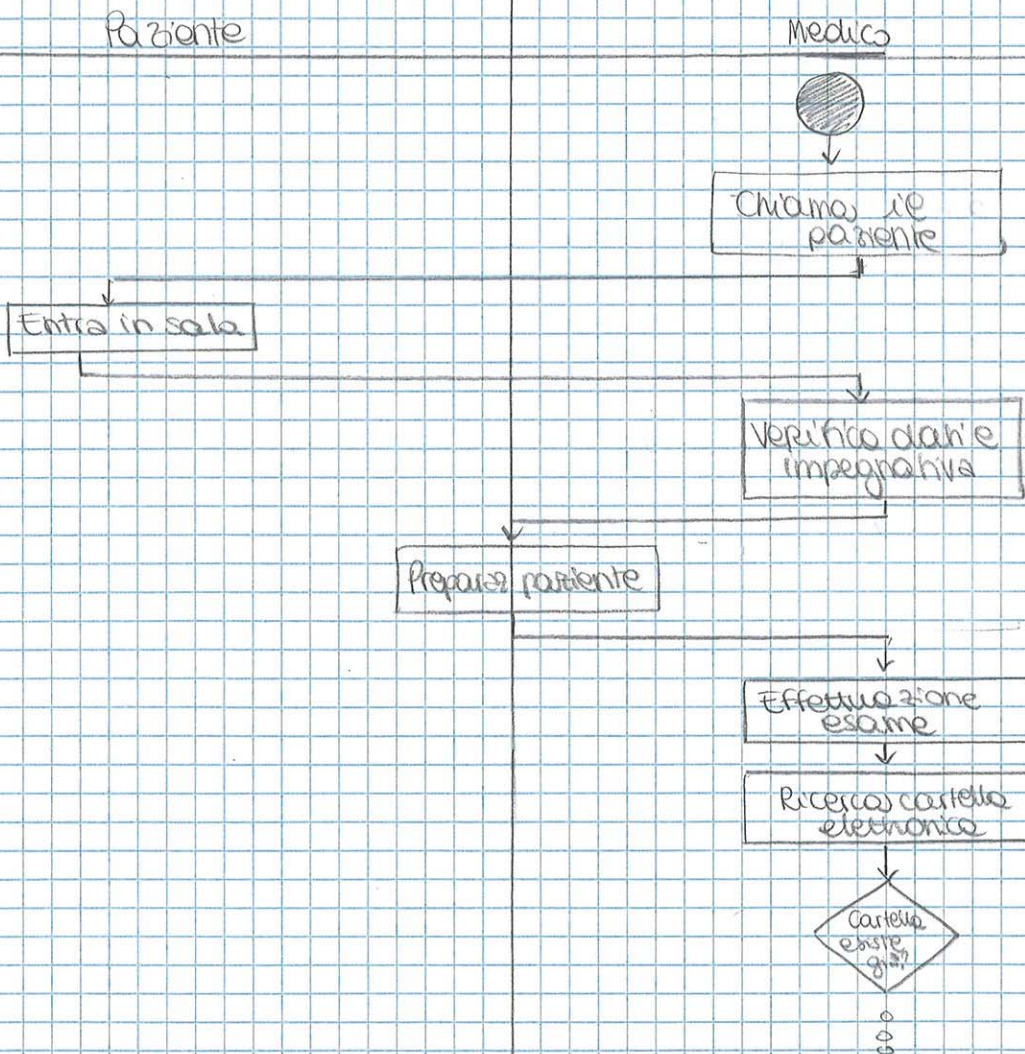 Paziente
Medico
Chiama il
paziente
Entra in sala
Verifica dati e
impegnativa
Preparaz paziente
Effettuazione
esame
Ricerca cartella
elettronica
Cartella
esiste
già?